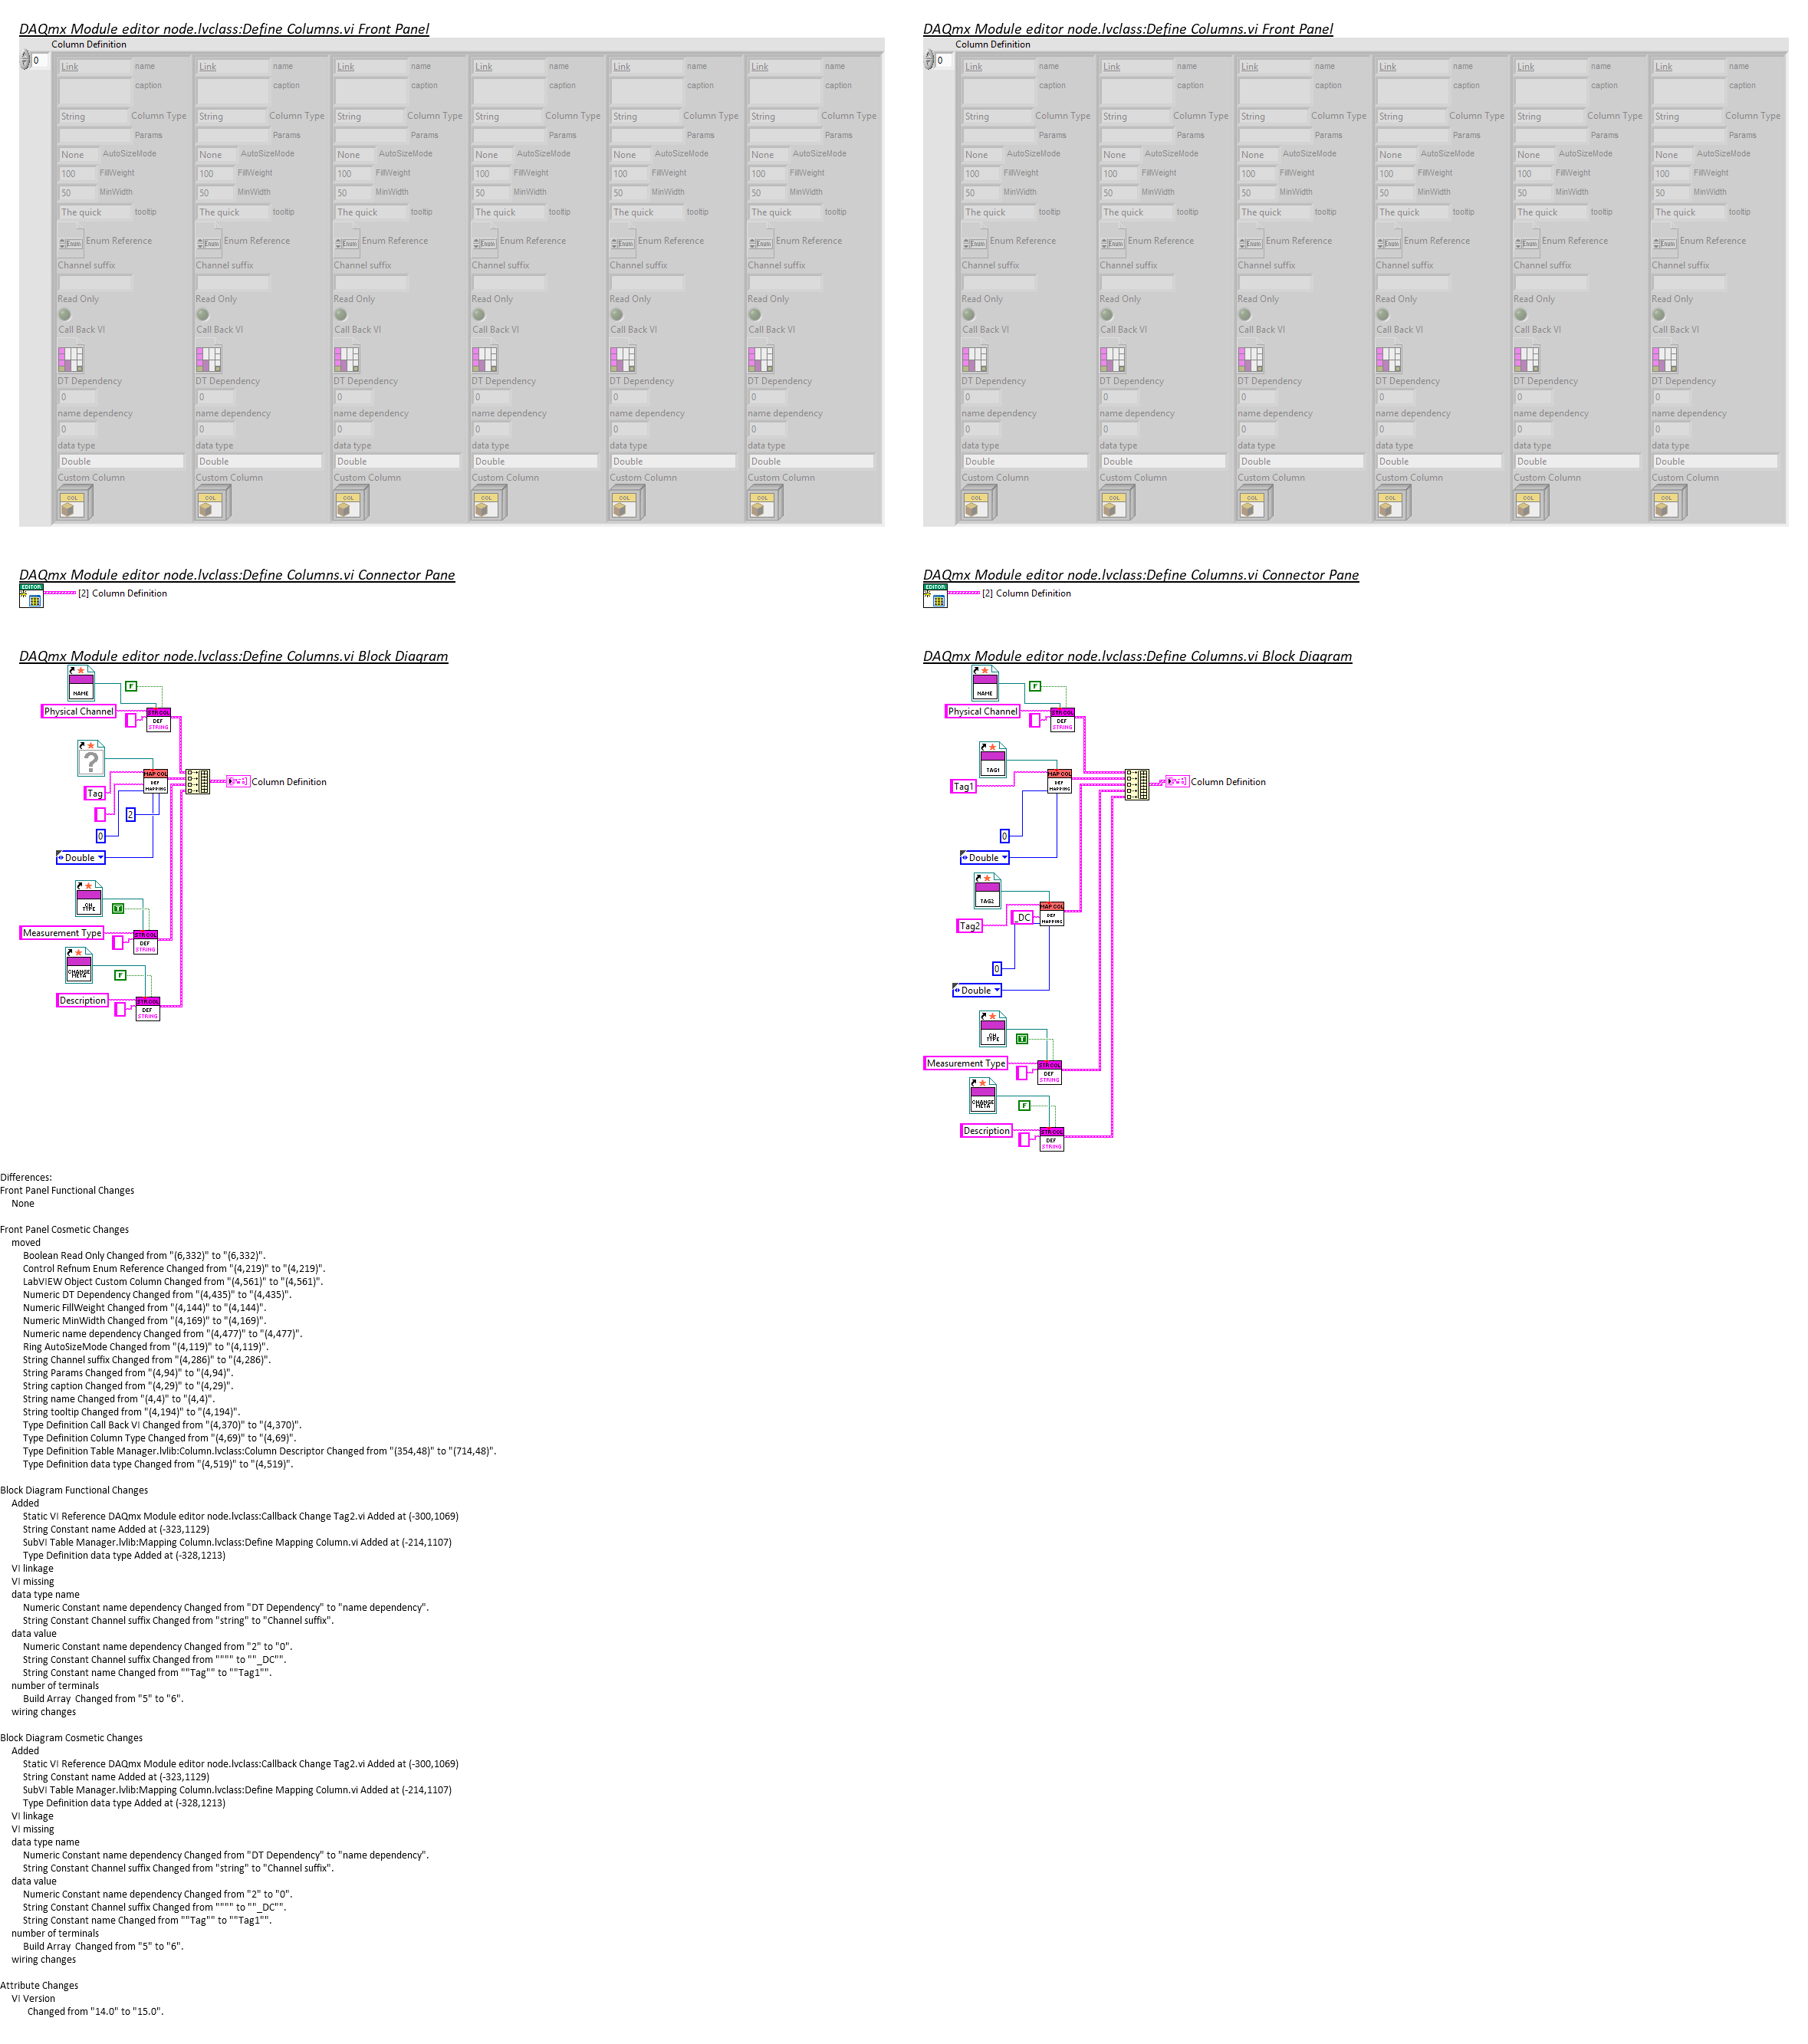 DAQmx Module editor node.lvclass:Define Columns.vi Front Panel
Column Definition
0
Link name Link name Link name Link name Link name Link name
caption caption caption caption caption caption
String Column Type String Column Type String Column Type String Column Type String Column Type String Column Type
Params Params Params Params Params Params
None AutoSizeMode None AutoSizeMode None AutoSizeMode None AutoSizeMode None AutoSizeMode None AutoSizeMode
100 FillWeight 100 FillWeight 100 FillWeight 100 FillWeight 100 FillWeight 100 FillWeight
50 MinWidth 50 MinWidth 50 MinWidth 50 MinWidth 50 MinWidth 50 MinWidth
The quick tooltip The quick tooltip The quick tooltip The quick tooltip The quick tooltip The quick tooltip
Enum Enum Reference Enum Enum Reference Enum Enum Reference Enum Enum Reference Enum Enum Reference Enum Enum Reference
Channel suffix Channel suffix Channel suffix Channel suffix Channel suffix Channel suffix
Read Only Read Only Read Only Read Only Read Only Read Only
Call Back VI Call Back VI Call Back VI Call Back VI Call Back VI Call Back VI
DT Dependency DT Dependency DT Dependency DT Dependency DT Dependency DT Dependency
0 0 0 0 0 0
name dependency name dependency name dependency name dependency name dependency name dependency
0 0 0 0 0 0
data type data type data type data type data type data type
Double Double Double Double Double Double
Custom Column Custom Column Custom Column Custom Column Custom Column Custom Column
COL COL COL COL COL COL
DAQmx Module editor node.lvclass:Define Columns.vi Front Panel
Column Definition
0
Link name Link name Link name Link name Link name Link name
caption caption caption caption caption caption
String Column Type String Column Type String Column Type String Column Type String Column Type String Column Type
Params Params Params Params Params Params
None AutoSizeMode None AutoSizeMode None AutoSizeMode None AutoSizeMode None AutoSizeMode None AutoSizeMode
100 FillWeight 100 FillWeight 100 FillWeight 100 FillWeight 100 FillWeight 100 FillWeight
50 MinWidth 50 MinWidth 50 MinWidth 50 MinWidth 50 MinWidth 50 MinWidth
The quick tooltip The quick tooltip The quick tooltip The quick tooltip The quick tooltip The quick tooltip
Enum Enum Reference Enum Enum Reference Enum Enum Reference Enum Enum Reference Enum Enum Reference Enum Enum Reference
Channel suffix Channel suffix Channel suffix Channel suffix Channel suffix Channel suffix
Read Only Read Only Read Only Read Only Read Only Read Only
Call Back VI Call Back VI Call Back VI Call Back VI Call Back VI Call Back VI
DT Dependency DT Dependency DT Dependency DT Dependency DT Dependency DT Dependency
0 0 0 0 0 0
name dependency name dependency name dependency name dependency name dependency name dependency
0 0 0 0 0 0
data type data type data type data type data type data type
Double Double Double Double Double Double
Custom Column Custom Column Custom Column Custom Column Custom Column Custom Column
COL COL COL COL COL COL
DAQmx Module editor node.lvclass:Define Columns.vi Connector Pane
EDITOR
[2] Column Definition
DAQmx Module editor node.lvclass:Define Columns.vi Connector Pane
EDITOR
[2] Column Definition
DAQmx Module editor node.lvclass:Define Columns.vi Block Diagram
NAME
F
Physical Channel
STR COL
DEF
STRING
?
MAP COL
DEF
MAPPING
Column Definition
Tag
2
0
Double
CH
TYPE
T
Measurement Type
STR COL
DEF
STRING
CHANGE
META
F
Description
STR COL
DEF
STRING
DAQmx Module editor node.lvclass:Define Columns.vi Block Diagram
NAME
F
Physical Channel
STR COL
DEF
STRING
TAG1
MAP COL
DEF
MAPPING
Column Definition
Tag1
0
Double
TAG2
MAP COL
DEF
MAPPING
_DC
Tag2
0
Double
CH
TYPE
T
Measurement Type
STR COL
DEF
STRING
CHANGE
META
F
Description
STR COL
DEF
STRING
Differences:
Front Panel Functional Changes
None
Front Panel Cosmetic Changes
moved
Boolean Read Only Changed from "(6,332)" to "(6,332)".
Control Refnum Enum Reference Changed from "(4,219)" to "(4,219)".
LabVIEW Object Custom Column Changed from "(4,561)" to "(4,561)".
Numeric DT Dependency Changed from "(4,435)" to "(4,435)".
Numeric FillWeight Changed from "(4,144)" to "(4,144)".
Numeric MinWidth Changed from "(4,169)" to "(4,169)".
Numeric name dependency Changed from "(4,477)" to "(4,477)".
Ring AutoSizeMode Changed from "(4,119)" to "(4,119)".
String Channel suffix Changed from "(4,286)" to "(4,286)".
String Params Changed from "(4,94)" to "(4,94)".
String caption Changed from "(4,29)" to "(4,29)".
String name Changed from "(4,4)" to "(4,4)".
String tooltip Changed from "(4,194)" to "(4,194)".
Type Definition Call Back VI Changed from "(4,370)" to "(4,370)".
Type Definition Column Type Changed from "(4,69)" to "(4,69)".
Type Definition Table Manager.lvlib:Column.lvclass:Column Descriptor Changed from "(354,48)" to "(714,48)".
Type Definition data type Changed from "(4,519)" to "(4,519)".
Block Diagram Functional Changes
Added
Static VI Reference DAQmx Module editor node.lvclass:Callback Change Tag2.vi Added at (-300,1069)
String Constant name Added at (-323,1129)
SubVI Table Manager.lvlib:Mapping Column.lvclass:Define Mapping Column.vi Added at (-214,1107)
Type Definition data type Added at (-328,1213)
VI linkage
VI missing
data type name
Numeric Constant name dependency Changed from "DT Dependency" to "name dependency".
String Constant Channel suffix Changed from "string" to "Channel suffix".
data value
Numeric Constant name dependency Changed from "2" to "0".
String Constant Channel suffix Changed from """" to ""_DC"".
String Constant name Changed from ""Tag"" to ""Tag1"".
number of terminals
Build Array  Changed from "5" to "6".
wiring changes
Block Diagram Cosmetic Changes
Added
Static VI Reference DAQmx Module editor node.lvclass:Callback Change Tag2.vi Added at (-300,1069)
String Constant name Added at (-323,1129)
SubVI Table Manager.lvlib:Mapping Column.lvclass:Define Mapping Column.vi Added at (-214,1107)
Type Definition data type Added at (-328,1213)
VI linkage
VI missing
data type name
Numeric Constant name dependency Changed from "DT Dependency" to "name dependency".
String Constant Channel suffix Changed from "string" to "Channel suffix".
data value
Numeric Constant name dependency Changed from "2" to "0".
String Constant Channel suffix Changed from """" to ""_DC"".
String Constant name Changed from ""Tag"" to ""Tag1"".
number of terminals
Build Array  Changed from "5" to "6".
wiring changes
Attribute Changes
VI Version
Changed from "14.0" to "15.0".